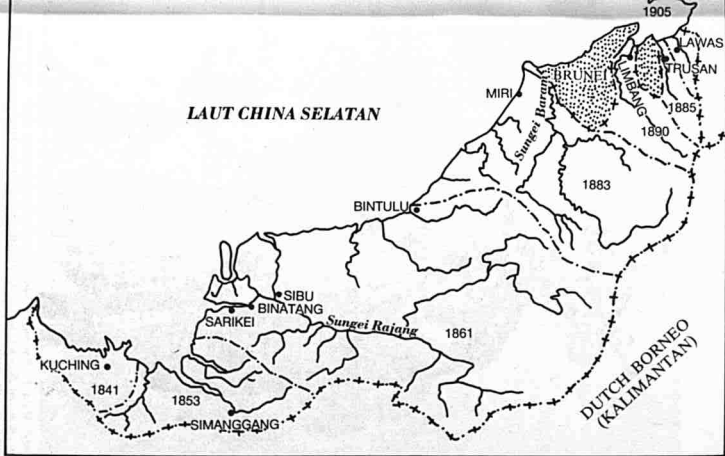 1905
LAWAS
TRUSAN
BRUNEI
LIMBANG
MIRI
Sungei Baram
1885
LAUT CHINA SELATAN
1890
1883
BINTULU
SIBU
BINATANG
SARIKEI
Sungei Rajang
1861
KUCHING
1841
1853
SIMANGGANG
DUTCH BORNEO
(KALIMANTAN)